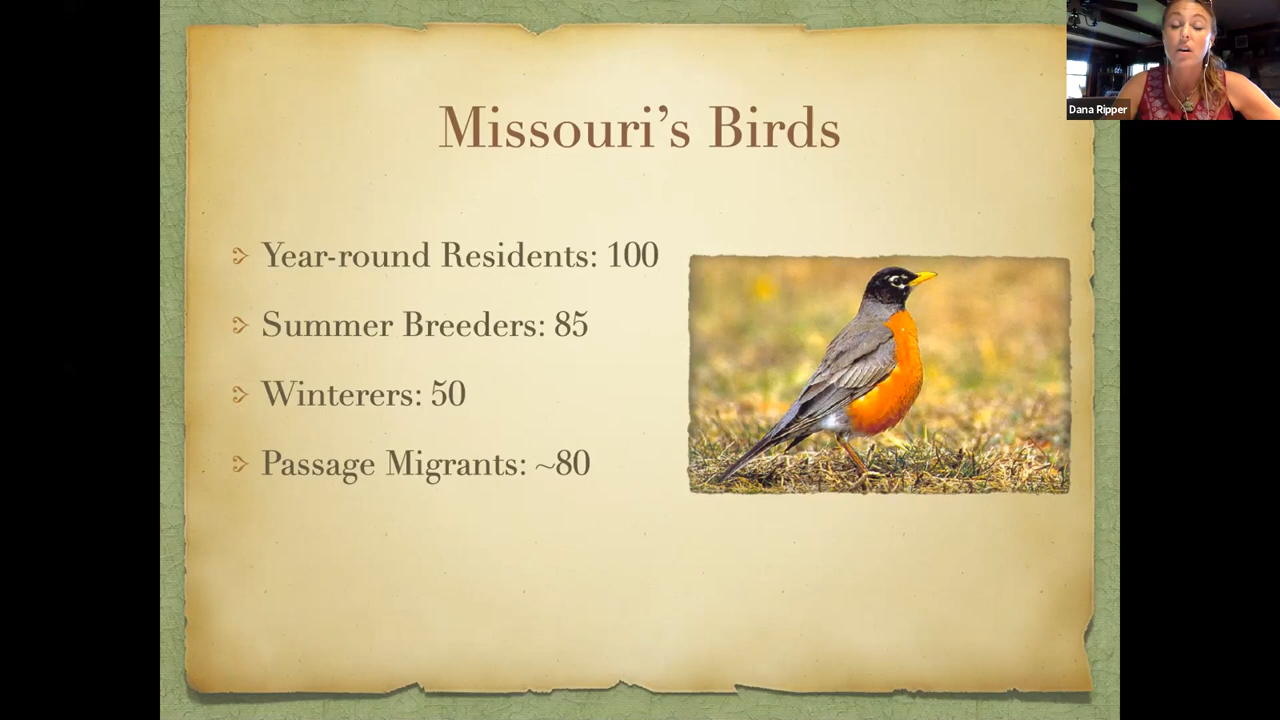 Missouri's Birds
Year-round Residents: 100
Summer Breeders: 85
Winterers: 50
Passage Migrants: ~80
Dana Ripper